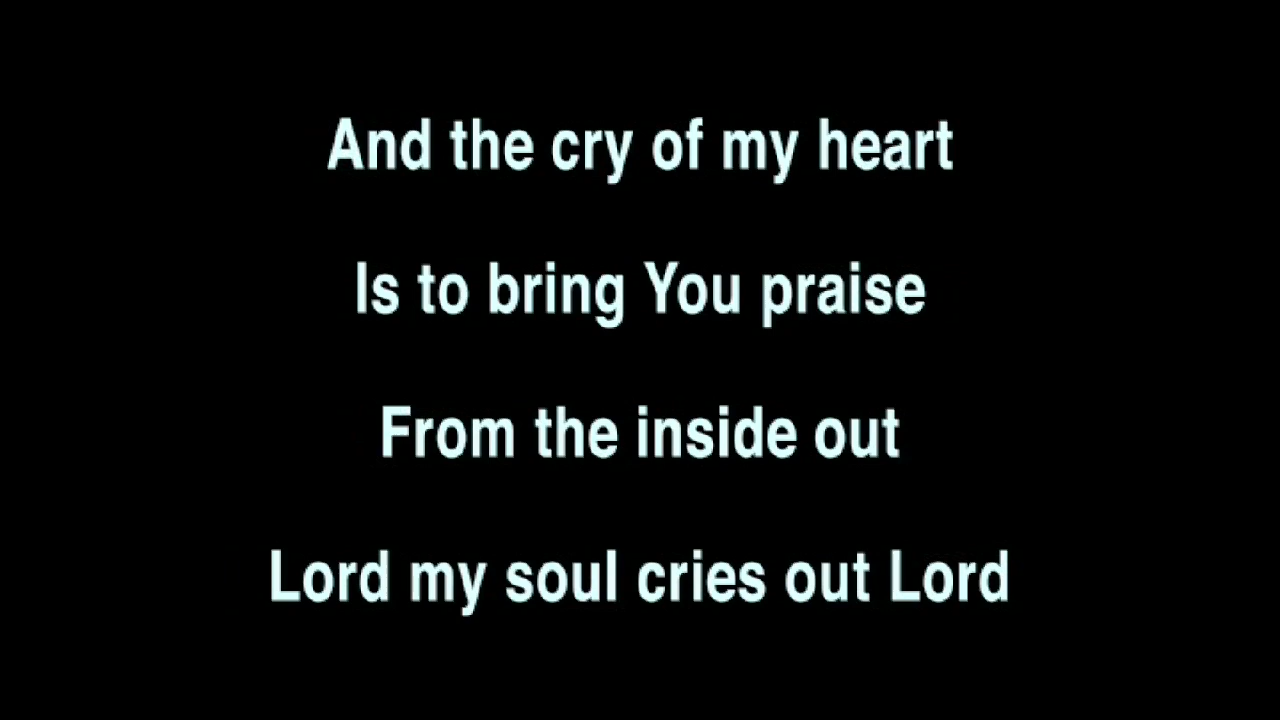 And the cry of my heart
Is to bring You praise
From the inside out
Lord my soul cries out Lord